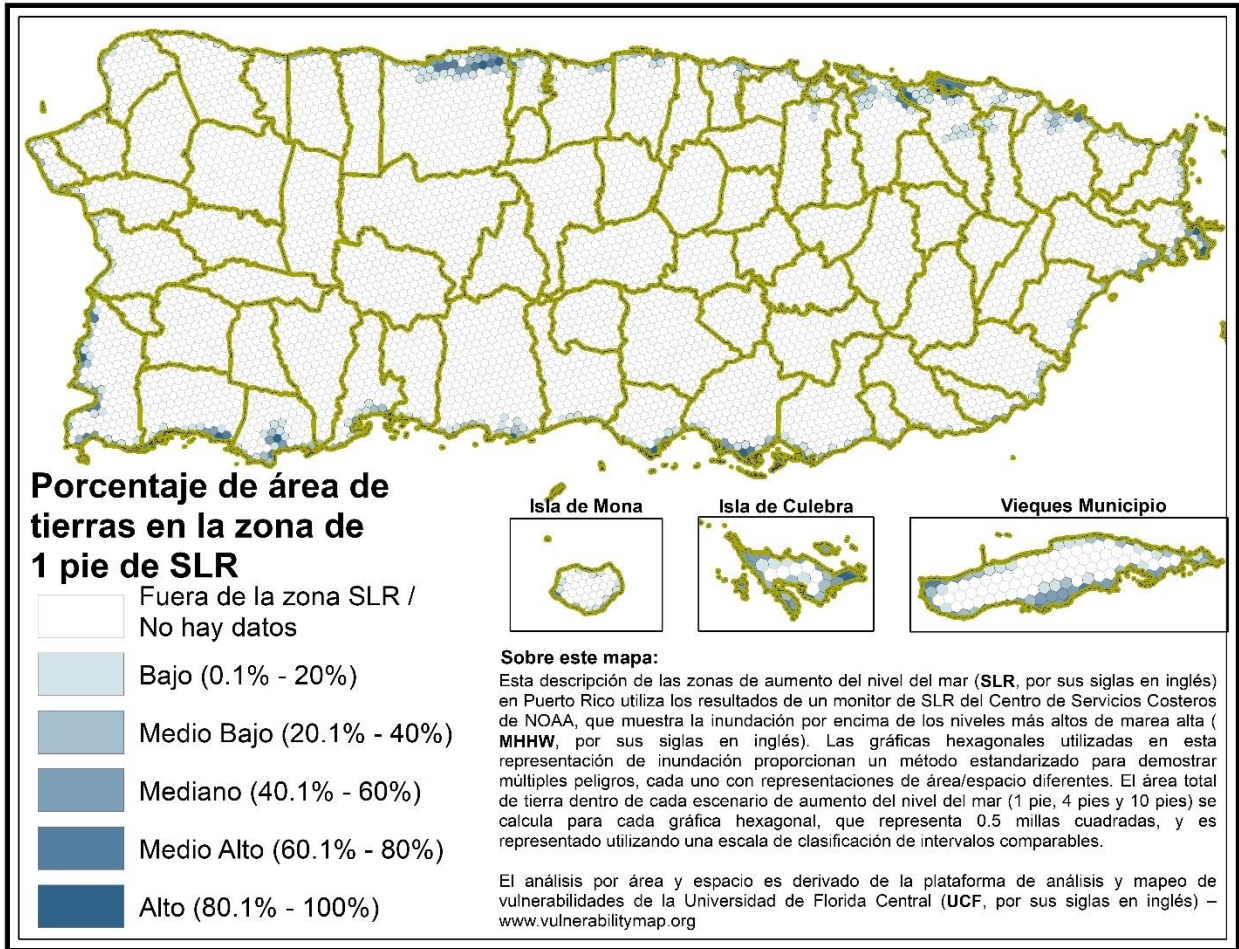 Porcentaje de área de
tierras en la zona de
1 pie de SLR
Fuera de la zona SLR /
No hay datos
Bajo (0.1% - 20%)
Medio Bajo (20.1% - 40%)
Mediano (40.1% - 60%)
Medio Alto (60.1% - 80%)
Alto (80.1% - 100%)
Isla de Mona
Isla de Culebra
Vieques Municipio
Sobre este mapa:
Esta descripción de las zonas de aumento del nivel del mar (SLR, por sus siglas en inglés)
en Puerto Rico utiliza los resultados de un monitor de SLR del Centro de Servicios Costeros
de NOAA, que muestra la inundación por encima de los niveles más altos de marea alta (
MHHW, por sus siglas en inglés). Las gráficas hexagonales utilizadas en esta
representación de inundación proporcionan un método estandarizado para demostrar
múltiples peligros, cada uno con representaciones de área/espacio diferentes. El área total
de tierra dentro de cada escenario de aumento del nivel del mar (1 pie, 4 pies y 10 pies) se
calcula para cada gráfica hexagonal, que representa 0.5 millas cuadradas, y es
representado utilizando una escala de clasificación de intervalos comparables.
El análisis por área y espacio es derivado de la plataforma de análisis y mapeo de
vulnerabilidades de la Universidad de Florida Central (UCF, por sus siglas en inglés) –
www.vulnerabilitymap.org